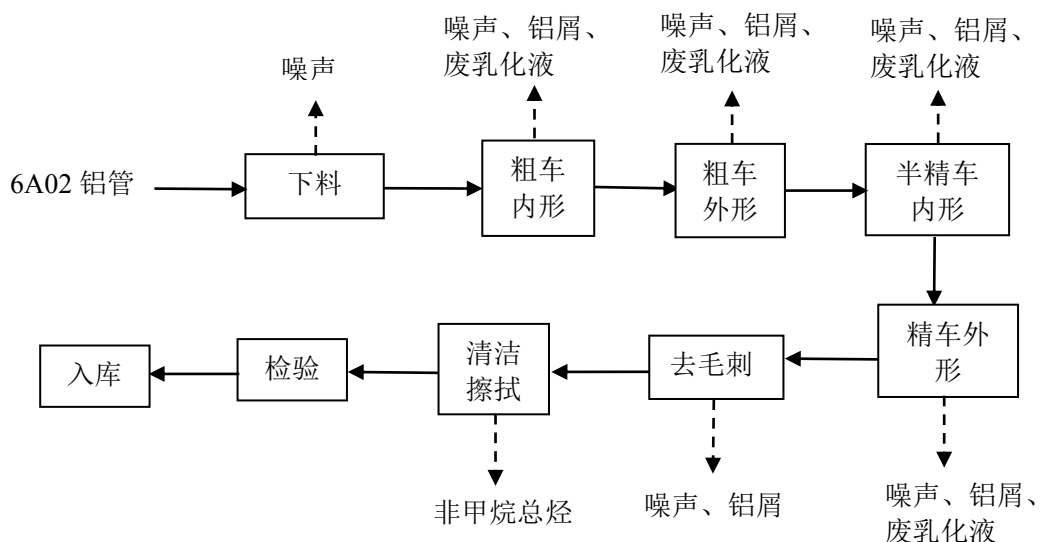 噪声
噪声、铝屑、
废乳化液
噪声、铝屑、
废乳化液
噪声、铝屑、
废乳化液
6A02 铝管
下料
粗车
内形
粗车
外形
半精车
内形
入库
检验
清洁
擦拭
去毛刺
精车外
形
非甲烷总烃
噪声、铝屑
噪声、铝屑、
废乳化液